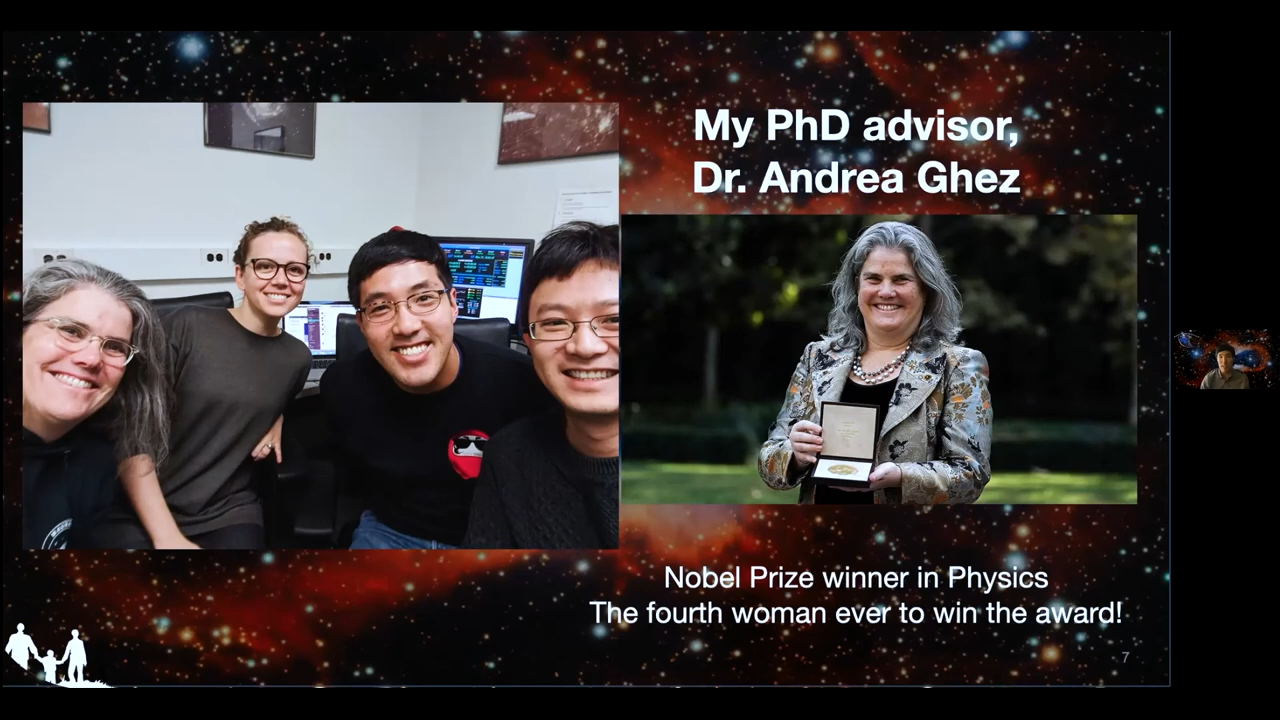 My PhD advisor,
Dr. Andrea Ghez
Nobel Prize winner in Physics
The fourth woman ever to win the award!
7